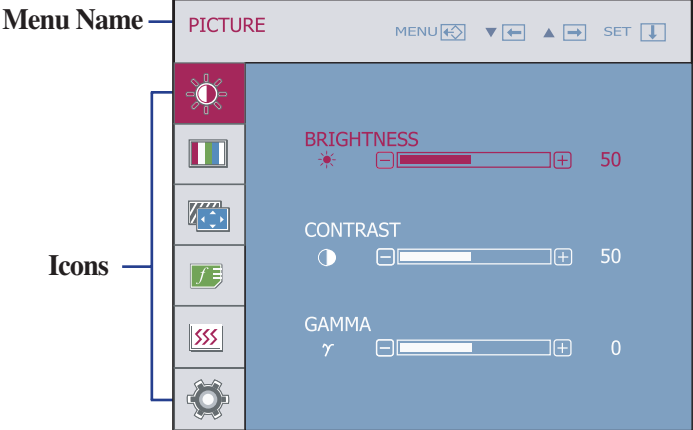 Menu Name
PICTURE
MENU
SET
BRIGHTNESS
50
CONTRAST
50
Icons
f
GAMMA
γ
0